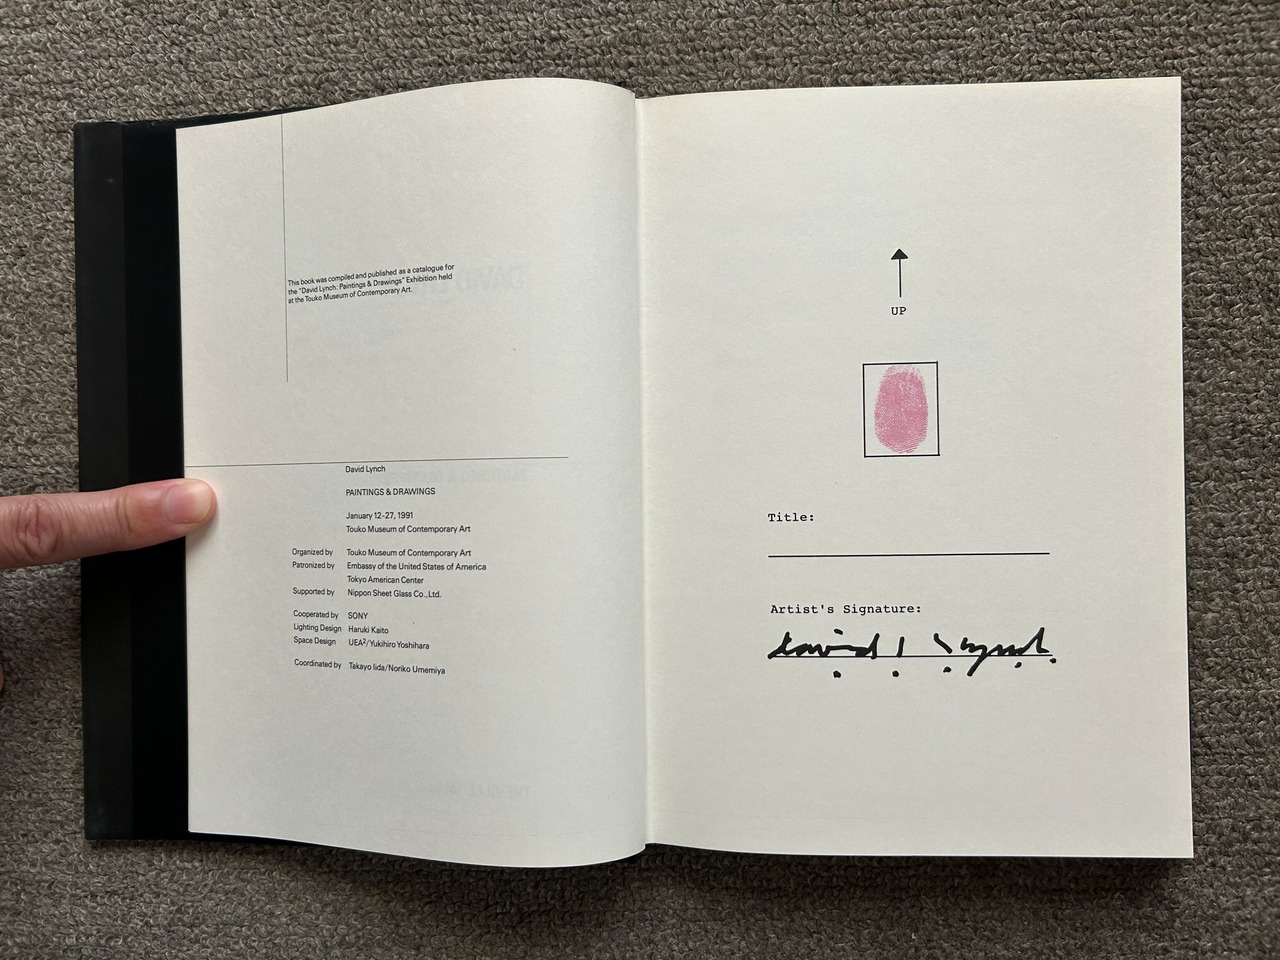 This book was compiled and published as a catalogue for
the "David Lynch: Paintings & Drawings" Exhibition held
at the Touko Museum of Contemporary Art.
David Lynch
PAINTINGS & DRAWINGS
January 12-27, 1991
Touko Museum of Contemporary Art
Organized by Touko Museum of Contemporary Art
Patronized by Embassy of the United States of America
Tokyo American Center
Supported by Nippon Sheet Glass Co., Ltd.
Cooperated by SONY
Lighting Design Haruki Kaito
Space Design UEA²/Yukihiro Yoshihara
Coordinated by Takayo Iida/Noriko Umemiya
UP
Title:
Artist's Signature:
David Lynch